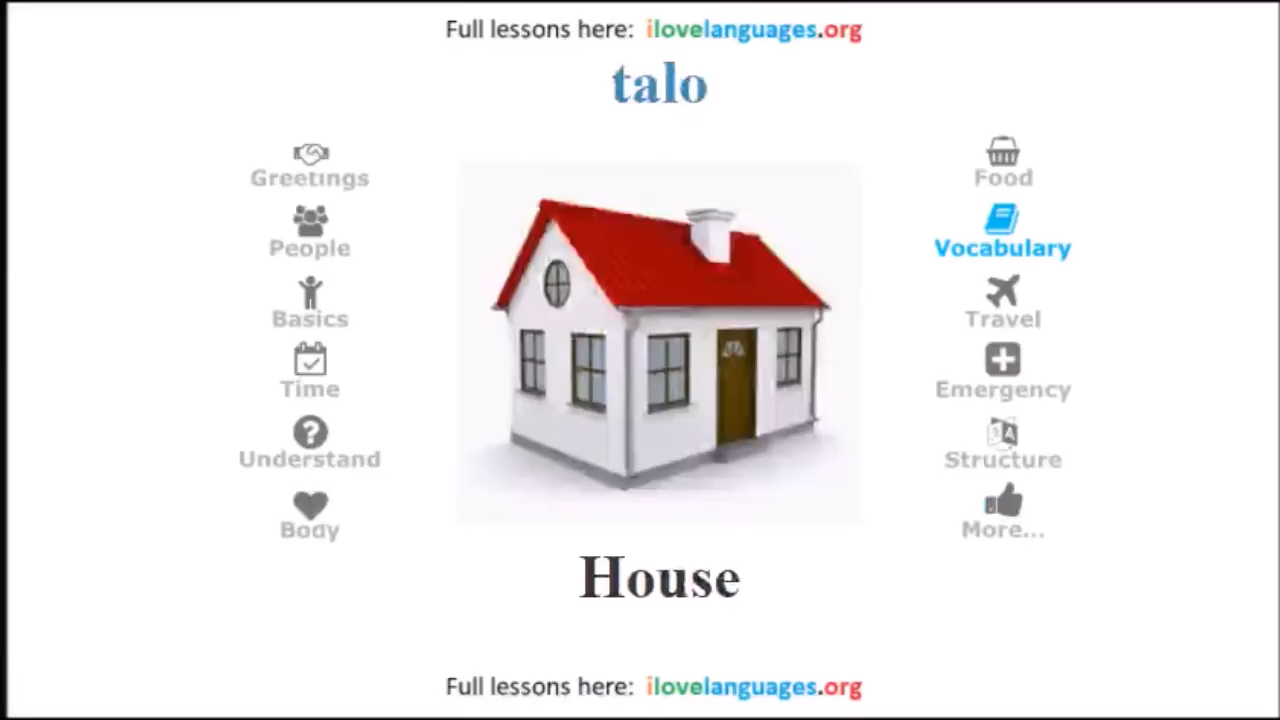 Full lessons here: ilovelanguages.org
talo
Greetings
People
Basics
Time
Understand
Body
Food
Vocabulary
Travel
Emergency
Structure
More...
House
Full lessons here: ilovelanguages.org